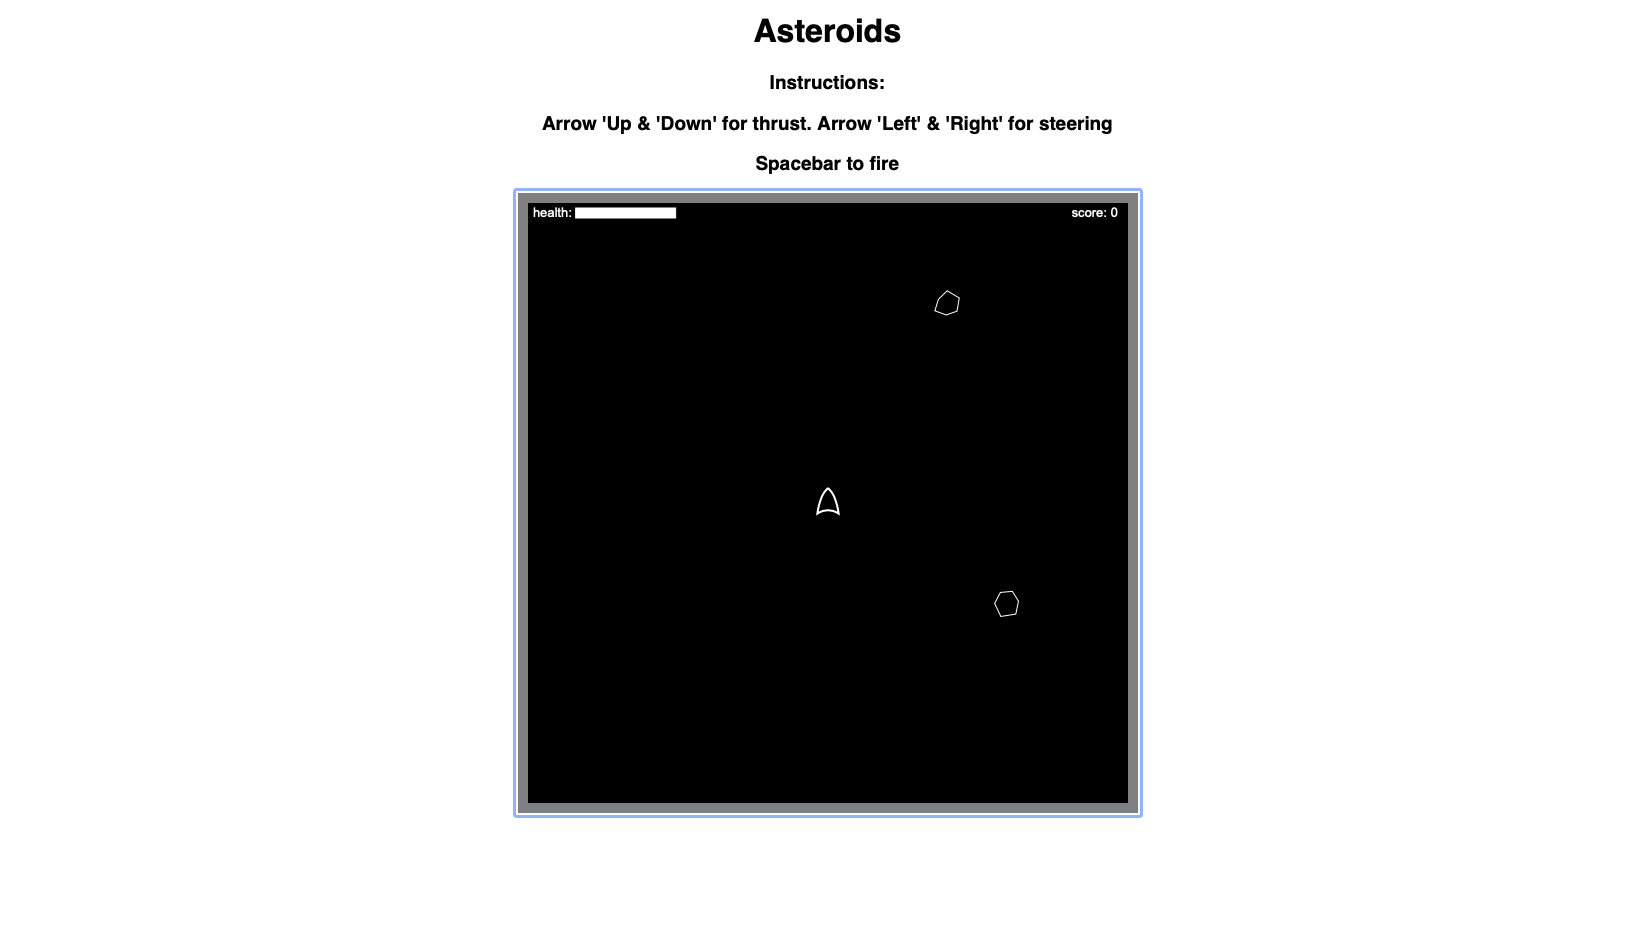 Asteroids
Instructions:
Arrow 'Up & 'Down' for thrust. Arrow 'Left' & 'Right' for steering
Spacebar to fire
health: score: 0